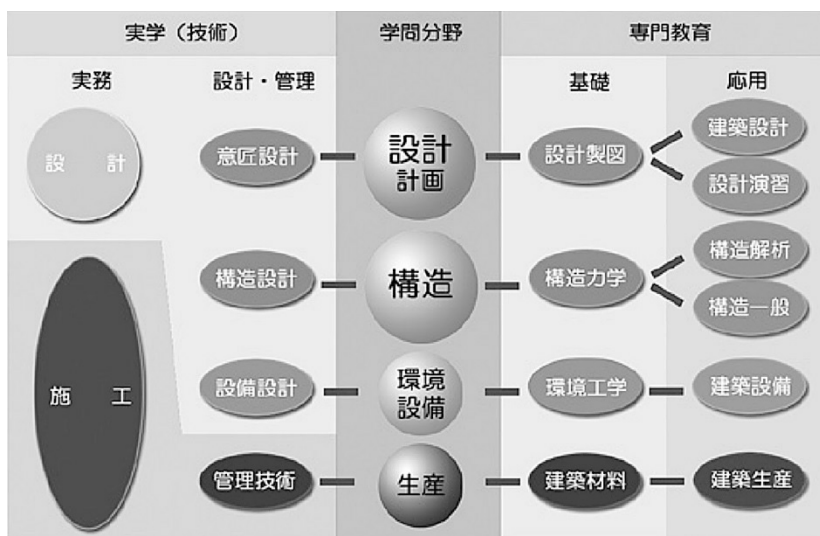 実学（技術）
学問分野
専門教育
実務
設計・管理
基礎
応用
設　計
意匠設計
設計
計画
設計製図
建築設計
設計演習
構造設計
構造
構造力学
構造解析
構造一般
施　工
設備設計
環境
設備
環境工学
建築設備
管理技術
生産
建築材料
建築生産